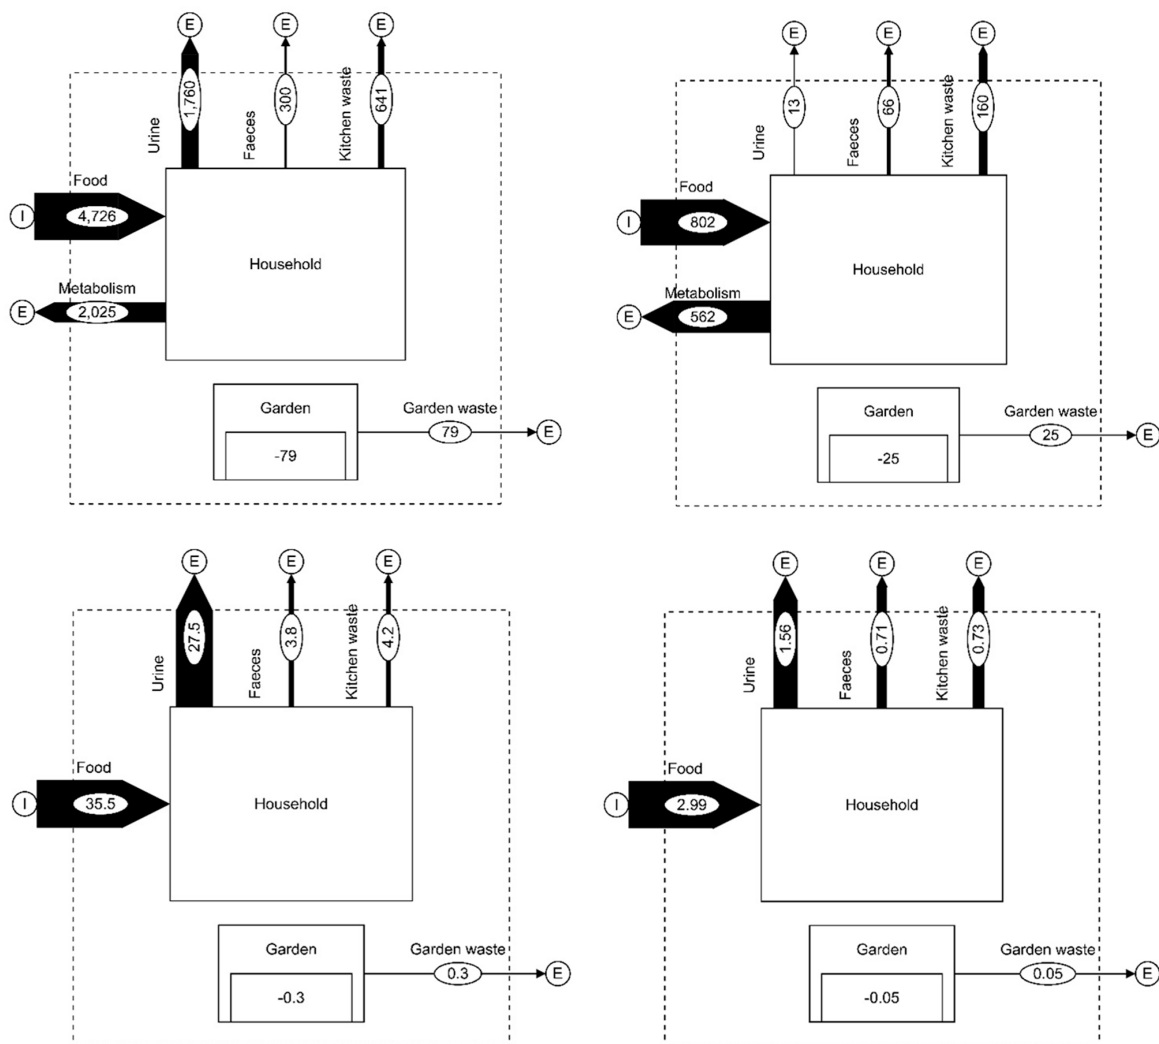 E E E
1,760 300 641
Urine Faeces Kitchen waste
Food
I 4,726
Household
Metabolism
E 2,025
Garden Garden waste
79 E
-79
E E E
13 66 160
Urine Faeces Kitchen waste
Food
I 802
Household
Metabolism
E 562
Garden Garden waste
25 E
-25
E E E
27.5 3.8 4.2
Urine Faeces Kitchen waste
Food
I 35.5 Household
Garden Garden waste
0.3 E
-0.3
E E E
1.56 0.71 0.73
Urine Faeces Kitchen waste
Food
I 2.99 Household
Garden Garden waste
0.05 E
-0.05